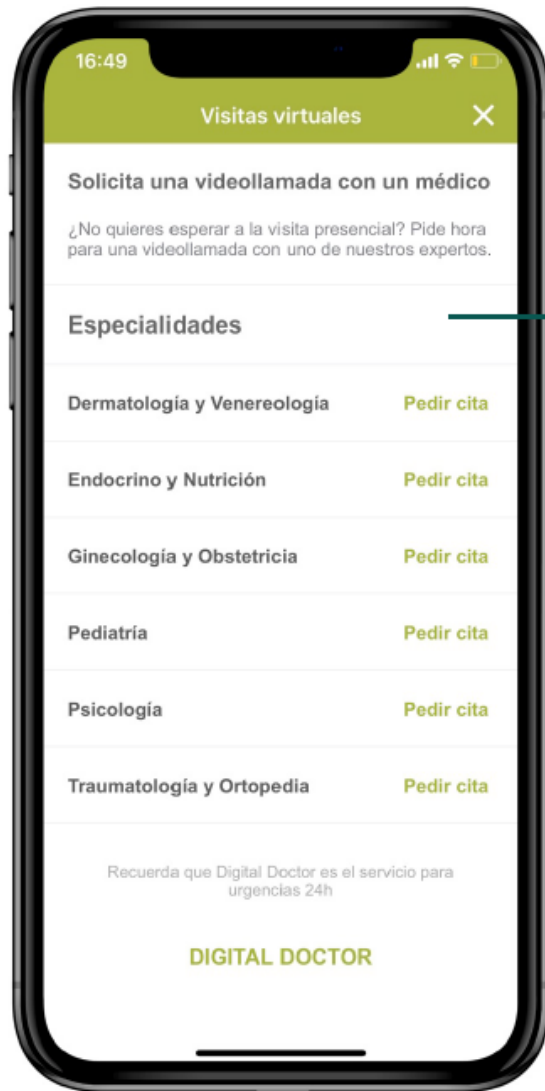 16:49
Visitas virtuales
Solicita una videollamada con un médico
¿No quieres esperar a la visita presencial? Pide hora
para una videollamada con uno de nuestros expertos.
Especialidades
Dermatología y Venereología Pedir cita
Endocrino y Nutrición Pedir cita
Ginecología y Obstetricia Pedir cita
Pediatría Pedir cita
Psicología Pedir cita
Traumatología y Ortopedia Pedir cita
Recuerda que Digital Doctor es el servicio para
urgencias 24h
DIGITAL DOCTOR